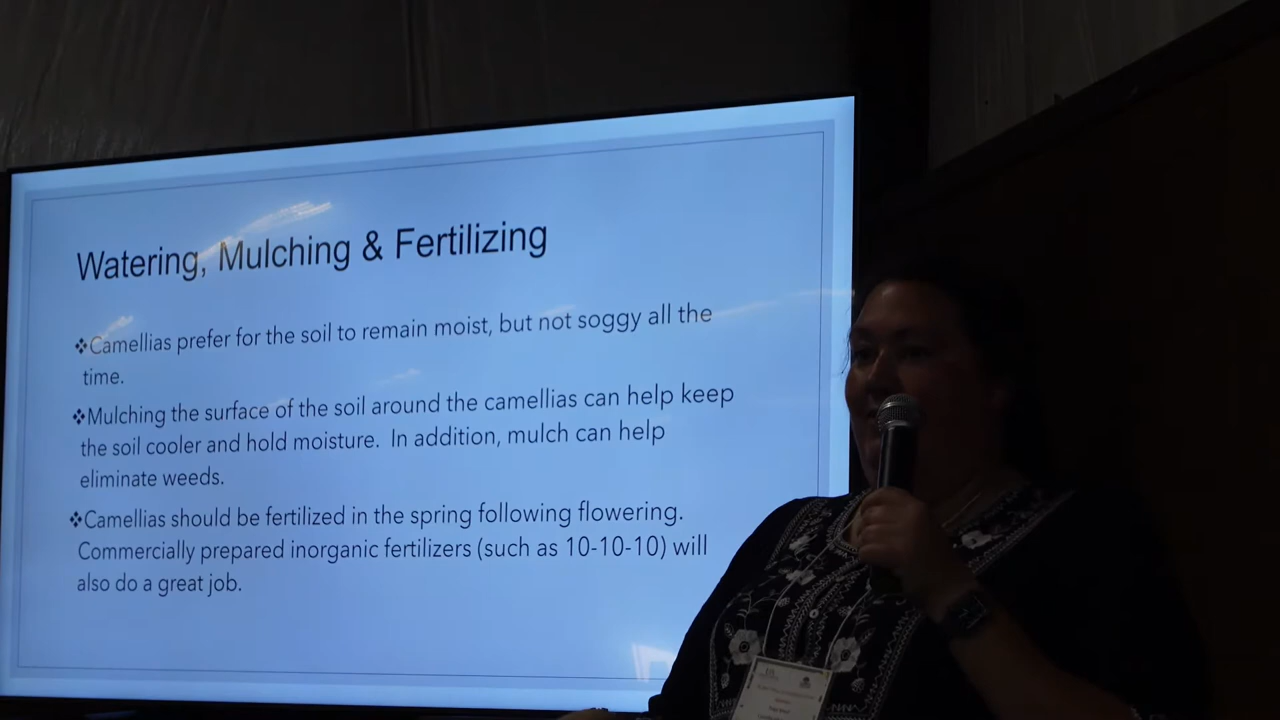 Watering, Mulching & Fertilizing
❖Camellias prefer for the soil to remain moist, but not soggy all the
time.
❖Mulching the surface of the soil around the camellias can help keep
the soil cooler and hold moisture. In addition, mulch can help
eliminate weeds.
❖Camellias should be fertilized in the spring following flowering.
Commercially prepared inorganic fertilizers (such as 10-10-10) will
also do a great job.